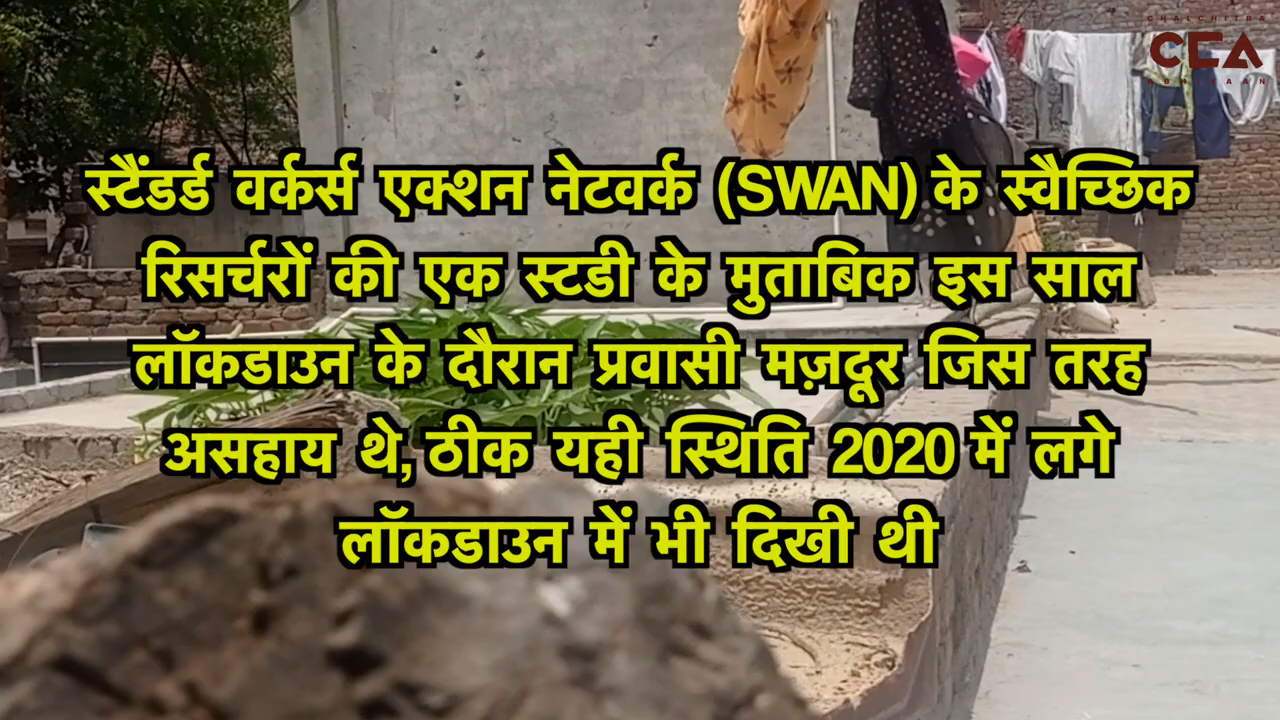 CHALCHITRA
CCA
स्टैंडर्ड वर्कर्स एक्शन नेटवर्क (SWAN) के स्वैच्छिक
रिसर्चरों की एक स्टडी के मुताबिक इस साल
लॉकडाउन के दौरान प्रवासी मज़दूर जिस तरह
असहाय थे, ठीक यही स्थिति 2020 में लगे
लॉकडाउन में भी दिखी थी